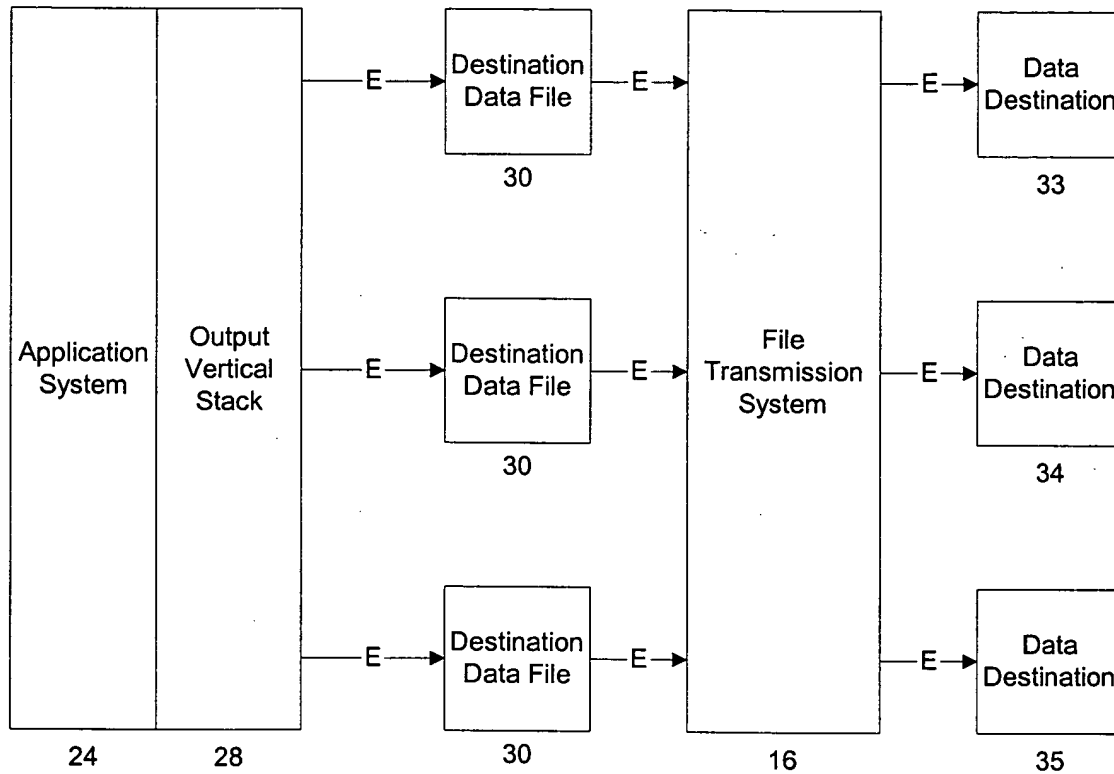 Application
System
24
Output
Vertical
Stack
28
E
Destination
Data File
30
E
E
Destination
Data File
30
E
E
Destination
Data File
30
E
File
Transmission
System
16
E
Data
Destination
33
E
Data
Destination
34
E
Data
Destination
35